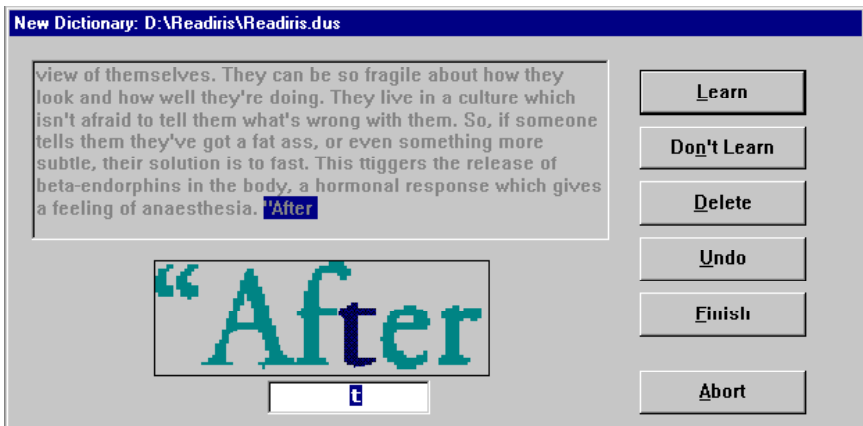 New Dictionary: D:\Readiris\Readiris.dus
view of themselves. They can be so fragile about how they
look and how well they're doing. They live in a culture which
isn't afraid to tell them what's wrong with them. So, if someone
tells them they've got a fat ass, or even something more
subtle, their solution is to fast. This ttiggers the release of
beta-endorphins in the body, a hormonal response which gives
a feeling of anaesthesia. "After
“After
t
Learn
Don't Learn
Delete
Undo
Finish
Abort